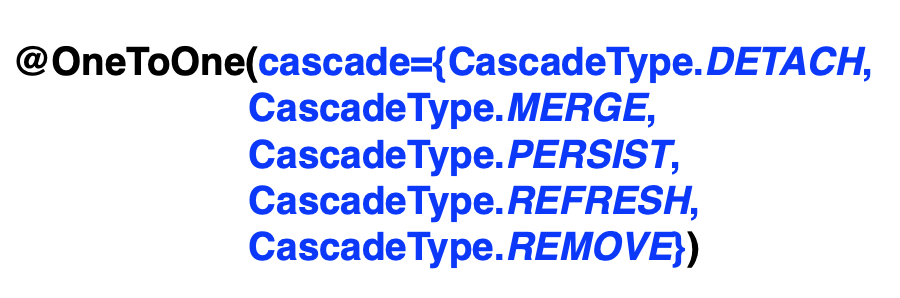 @OneToOne(cascade={CascadeType.DETACH,
CascadeType.MERGE,
CascadeType.PERSIST,
CascadeType.REFRESH,
CascadeType.REMOVE})